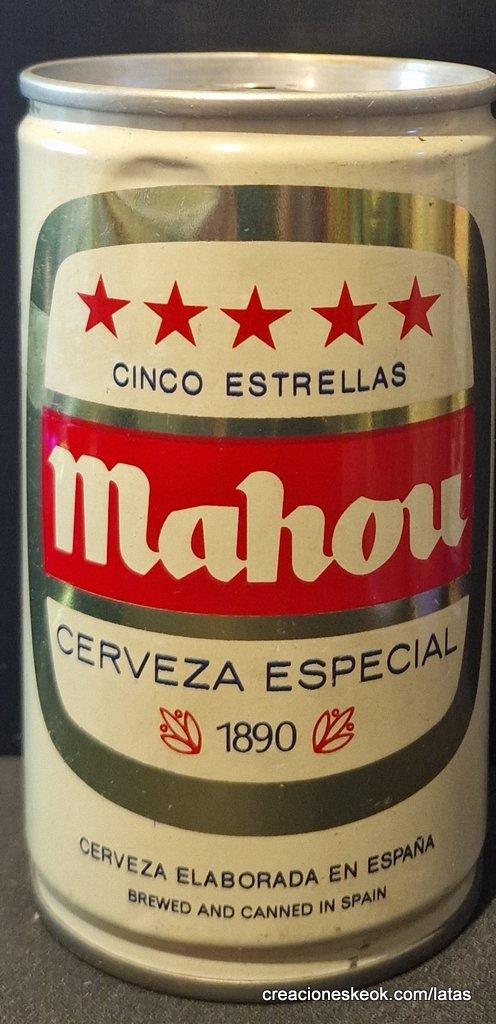 CINCO ESTRELLAS
Mahou
CERVEZA ESPECIAL
1890
CERVEZA ELABORADA EN ESPAÑA
BREWED AND CANNED IN SPAIN
creacioneskeok.com/latas